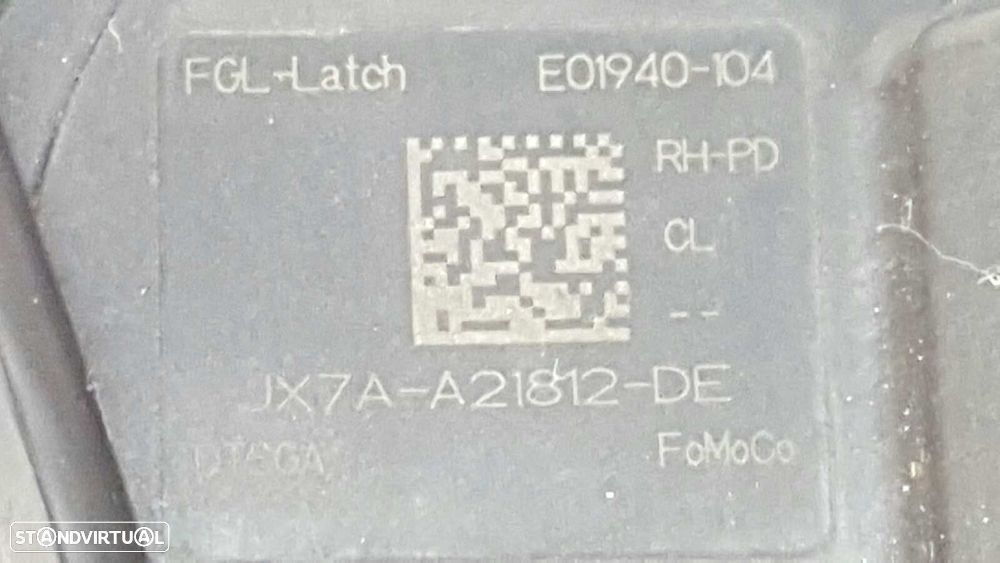 FGL-Latch E01940-104
RH-PD
CL
--
JX7A-A21812-DE
FoMoCo
STANDVIRTUAL